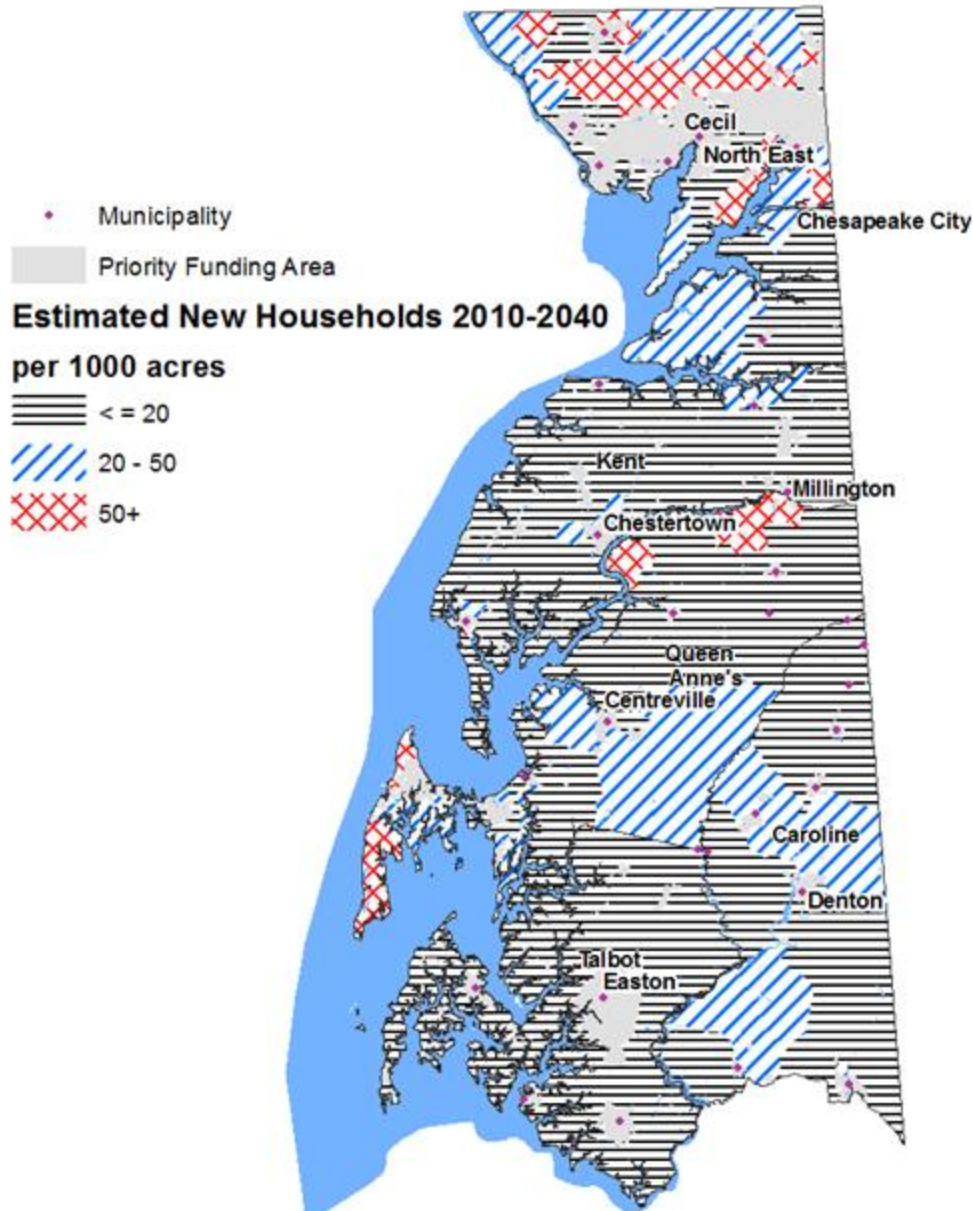 Municipality
Priority Funding Area
Estimated New Households 2010-2040
per 1000 acres
< = 20
20 - 50
50+
Cecil
North East
Chesapeake City
Kent
Millington
Chestertown
Queen
Anne's
Centreville
Caroline
Denton
Talbot
Easton